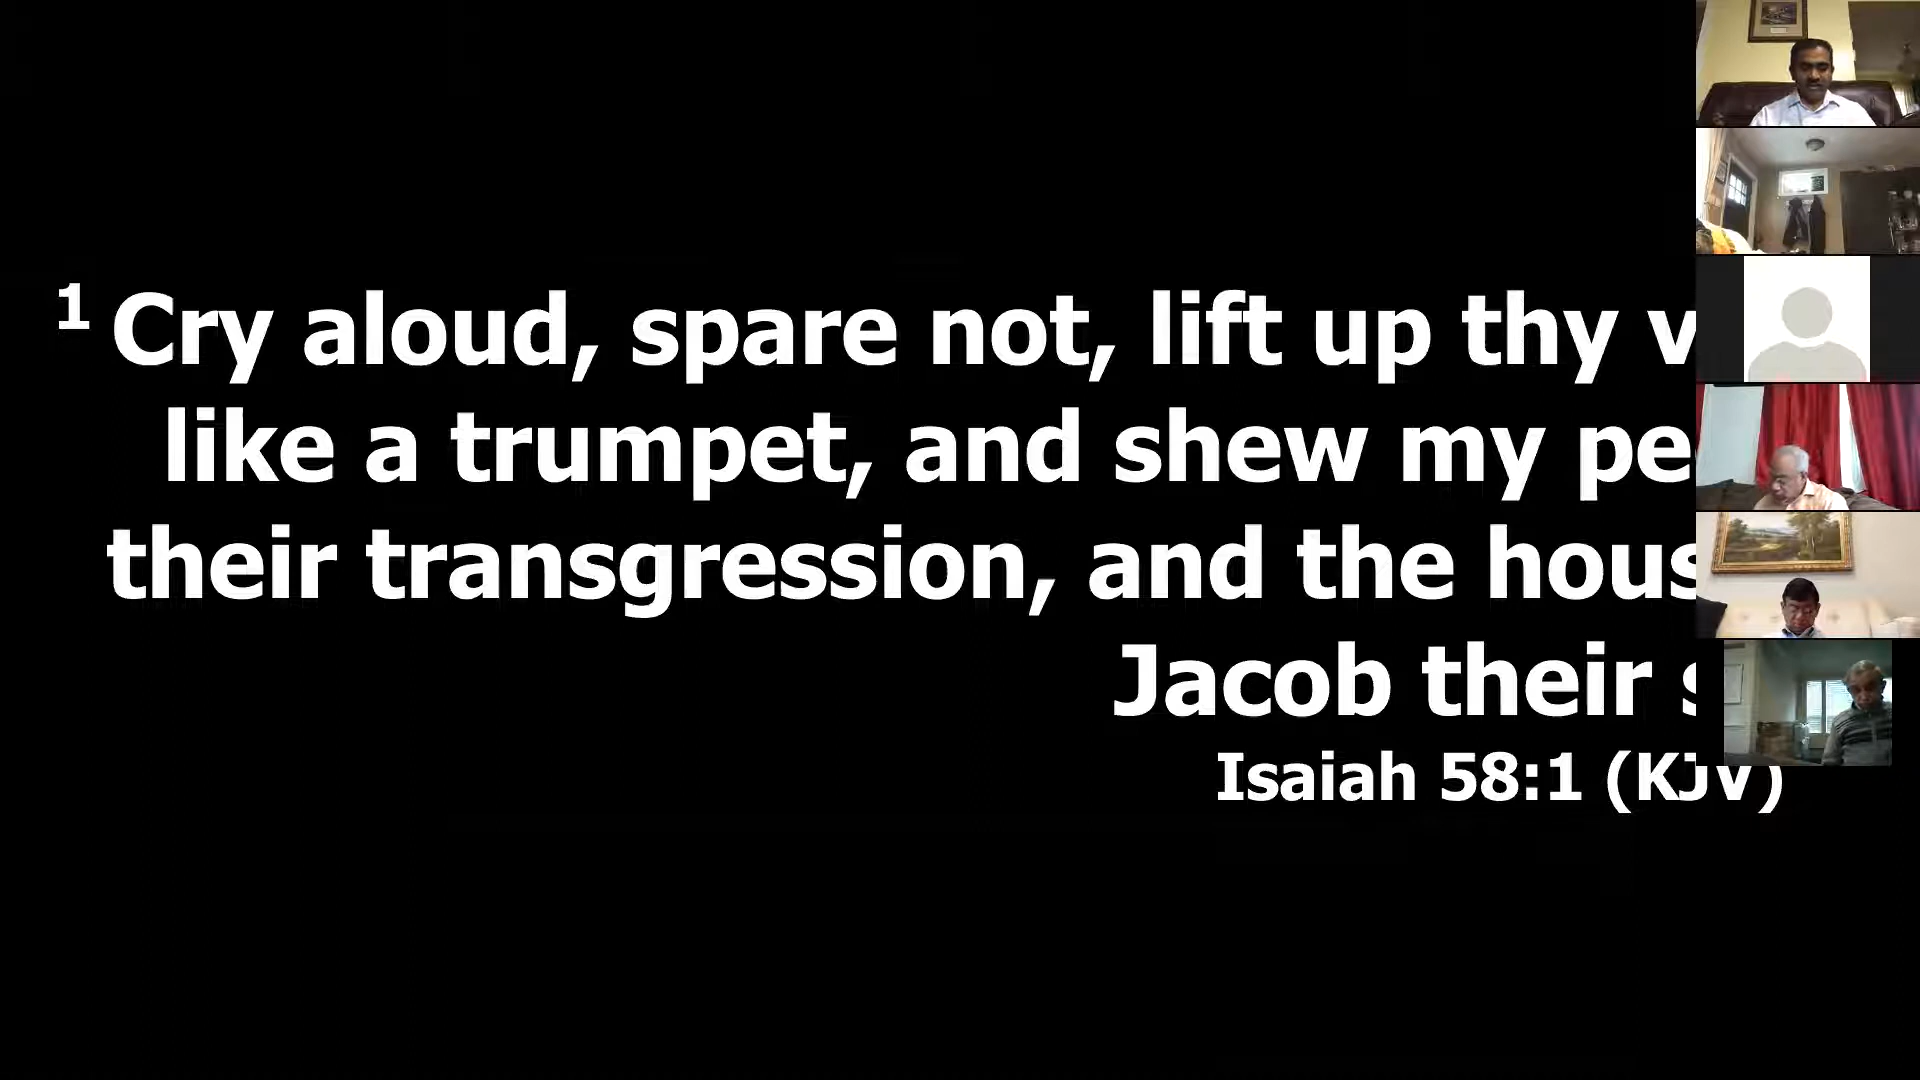 1 Cry aloud, spare not, lift up thy
like a trumpet, and shew my
their transgression, and the
Jacob their
Isaiah 58:1 (KJV)